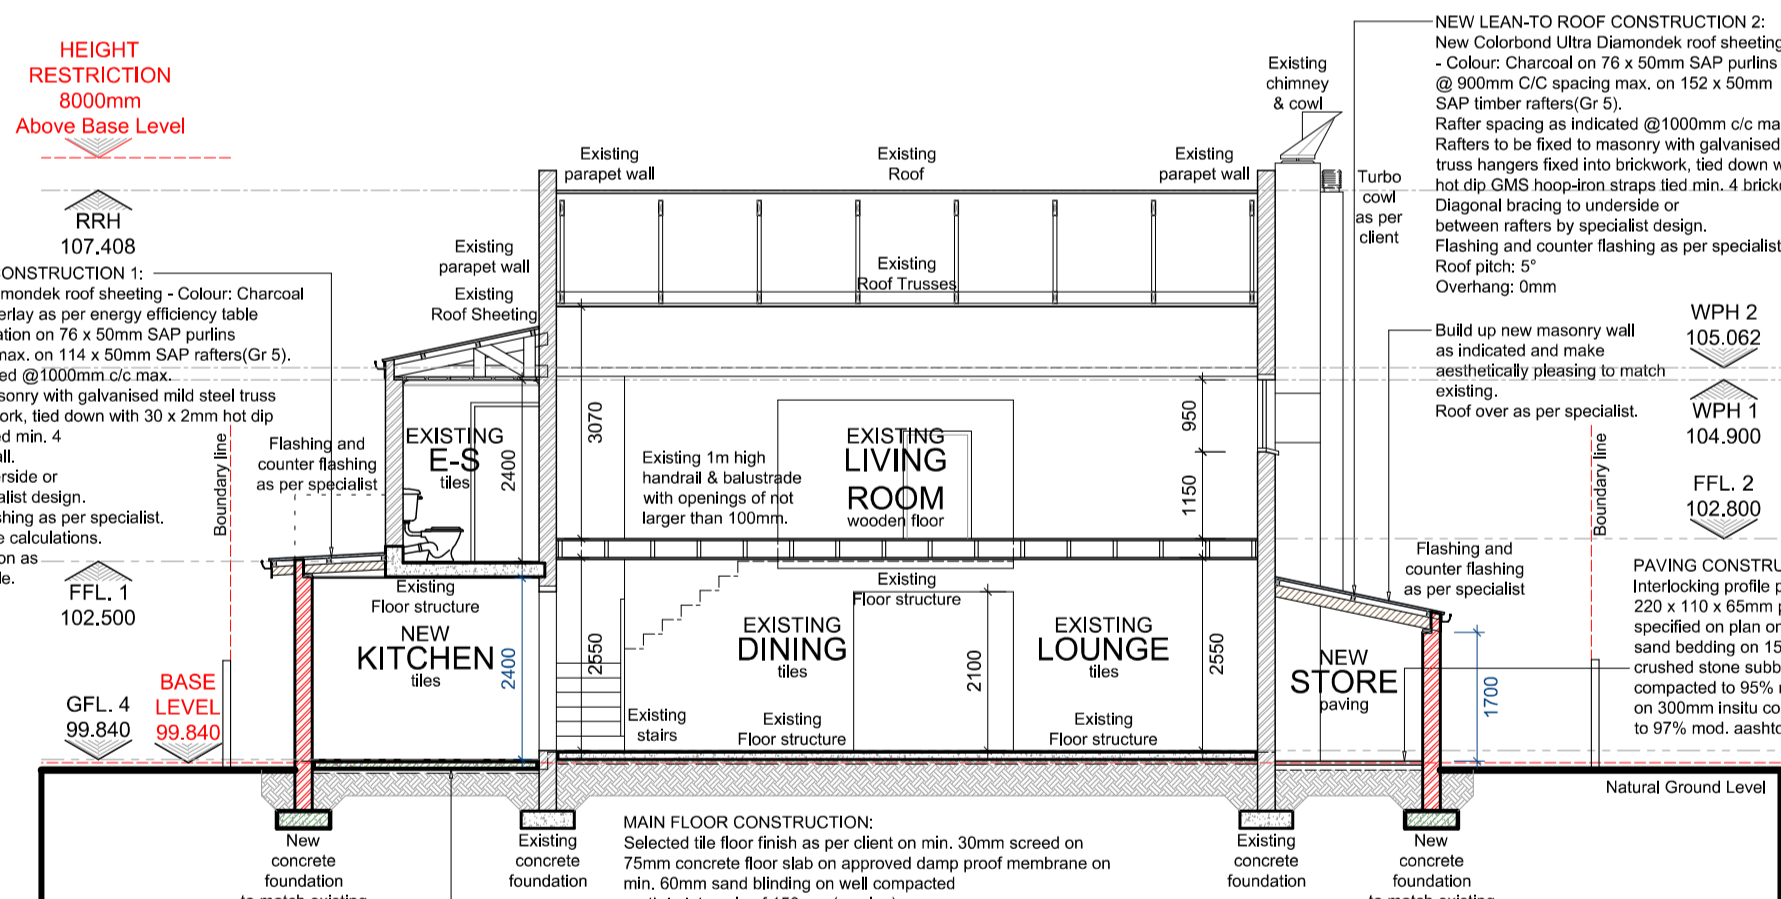 HEIGHT
RESTRICTION
8000mm
Above Base Level
RRH
107.408
CONSTRUCTION 1:
mondek roof sheeting - Colour: Charcoal
erlay as per energy efficiency table
ation on 76 x 50mm SAP purlins
max. on 114 x 50mm SAP rafters(Gr 5).
ed @1000mm c/c max.
sonry with galvanised mild steel truss
ork, tied down with 30 x 2mm hot dip
ed min. 4
all.
erside or
alist design.
shing as per specialist.
e calculations.
on as
le.
FFL. 1
102.500
GFL. 4
99.840
BASE
LEVEL
99.840
Boundary line
Flashing and
counter flashing
as per specialist
Existing
parapet wall
Existing
Roof Sheeting
Existing
parapet wall
Existing
Roof
Existing
parapet wall
Existing
chimney
& cowl
Turbo
cowl
as per
client
Existing
Roof Trusses
EXISTING
E-S
tiles
2400
3070
Existing 1m high
handrail & balustrade
with openings of not
larger than 100mm.
EXISTING
LIVING
ROOM
wooden floor
950
1150
Existing
Floor structure
NEW
KITCHEN
tiles
2400
2550
Existing
stairs
Existing
Floor structure
EXISTING
DINING
tiles
Existing
Floor structure
2100
EXISTING
LOUNGE
tiles
Existing
Floor structure
2550
NEW
STORE
paving
1700
Flashing and
counter flashing
as per specialist
Boundary line
NEW LEAN-TO ROOF CONSTRUCTION 2:
New Colorbond Ultra Diamondek roof sheeting
- Colour: Charcoal on 76 x 50mm SAP purlins
@ 900mm C/C spacing max. on 152 x 50mm
SAP timber rafters(Gr 5).
Rafter spacing as indicated @1000mm c/c ma
Rafters to be fixed to masonry with galvanised
truss hangers fixed into brickwork, tied down w
hot dip GMS hoop-iron straps tied min. 4 bricko
Diagonal bracing to underside or
between rafters by specialist design.
Flashing and counter flashing as per specialist
Roof pitch: 5°
Overhang: 0mm
Build up new masonry wall
as indicated and make
aesthetically pleasing to match
existing.
Roof over as per specialist.
WPH 2
105.062
WPH 1
104.900
FFL. 2
102.800
PAVING CONSTRU
Interlocking profile p
220 x 110 x 65mm p
specified on plan or
sand bedding on 15
crushed stone subb
compacted to 95% m
on 300mm insitu co
to 97% mod. aashto
Natural Ground Level
New
concrete
foundation
to match existing
Existing
concrete
foundation
MAIN FLOOR CONSTRUCTION:
Selected tile floor finish as per client on min. 30mm screed on
75mm concrete floor slab on approved damp proof membrane on
min. 60mm sand blinding on well compacted
Existing
concrete
foundation
New
concrete
foundation
to match existing